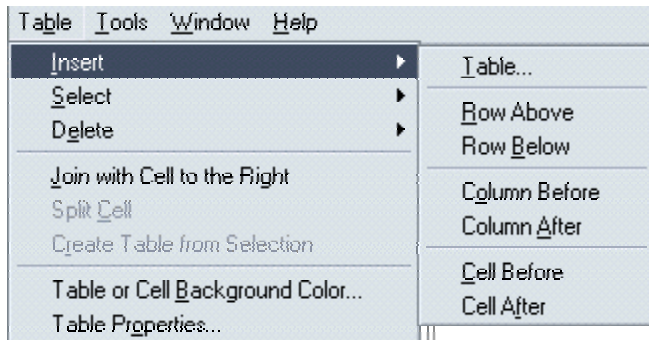 Table Tools Window Help
Insert
Select
Delete
Join with Cell to the Right
Split Cell
Create Table from Selection
Table or Cell Background Color...
Table Properties...
Table...
Row Above
Row Below
Column Before
Column After
Cell Before
Cell After